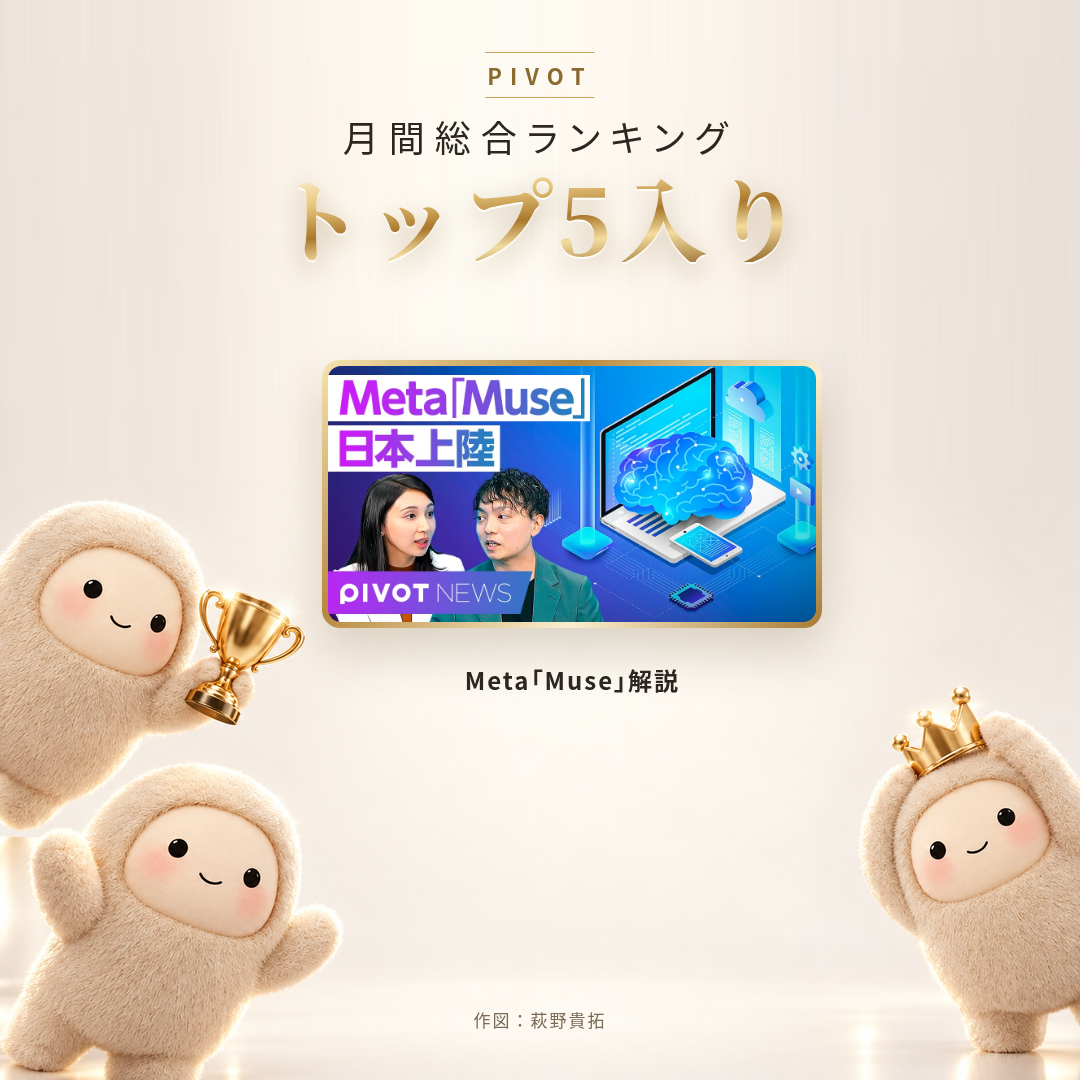 PIVOT
月間総合ランキング
トップ5入り
Meta「Muse」
日本上陸
PIVOT NEWS
Meta「Muse」解説
作図：萩野貴拓